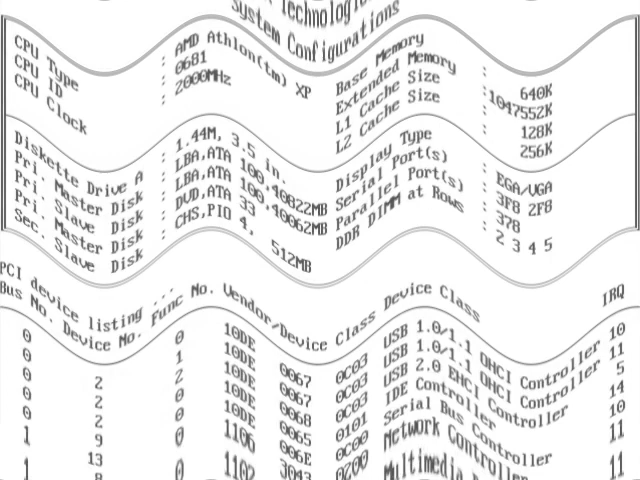 Technologi
System Configurations
CPU Type : AMD Athlon(tm) XP Base Memory : 640K
CPU ID : 0681 Extended Memory : 1047552K
CPU Clock : 2000MHz L1 Cache Size : 128K
L2 Cache Size : 256K
Diskette Drive A : 1.44M, 3.5 in. Display Type : EGA/VGA
Pri. Master Disk : LBA,ATA 100,40822MB Serial Port(s) : 3F8 2F8
Pri. Slave Disk : LBA,ATA 100,40062MB Parallel Port(s) : 378
Pri. Master Disk : DVD,ATA 33 DDR DIMM at Rows : 2 3 4 5
Sec. Slave Disk : CHS,PIO 4, 512MB
PCI device listing ...
Bus No. Device No. Func No. Vendor/Device Class Device Class IRQ
0 2 0 10DE 0067 0C03 USB 1.0/1.1 OHCI Controller 10
0 2 1 10DE 0067 0C03 USB 1.0/1.1 OHCI Controller 11
0 2 2 10DE 0068 0C03 USB 2.0 EHCI Controller 5
0 9 0 10DE 0065 0101 IDE Controller 14
0 13 0 1106 006E 0C00 Serial Bus Controller 10
1 8 0 1102 3043 0200 Network Controller 11
1 Multimedia 11